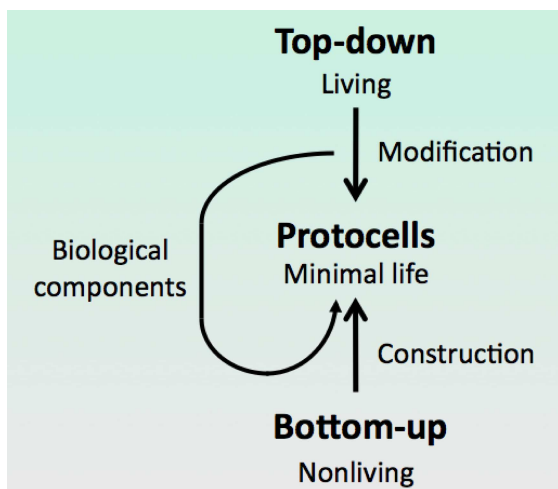 Top-down
Living
Modification
Protocells
Minimal life
Biological
components
Construction
Bottom-up
Nonliving